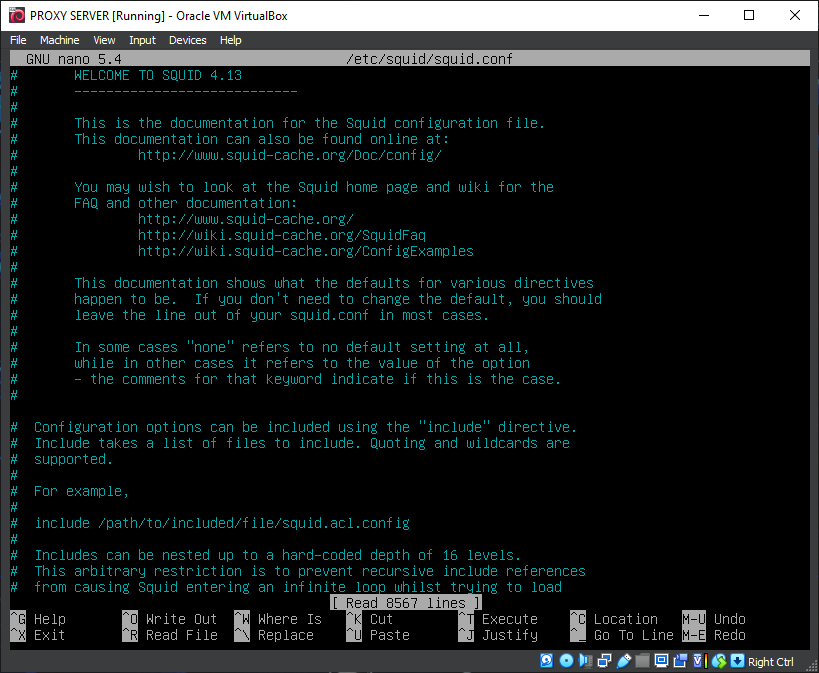 PROXY SERVER [Running] - Oracle VM VirtualBox
File Machine View Input Devices Help
GNU nano 5.4 /etc/squid/squid.conf
# WELCOME TO SQUID 4.13
# ----------------------------
#
# This is the documentation for the Squid configuration file.
# This documentation can also be found online at:
# http://www.squid-cache.org/Doc/config/
#
# You may wish to look at the Squid home page and wiki for the
# FAQ and other documentation:
# http://www.squid-cache.org/
# http://wiki.squid-cache.org/SquidFaq
# http://wiki.squid-cache.org/ConfigExamples
#
# This documentation shows what the defaults for various directives
# happen to be.  If you don't need to change the default, you should
# leave the line out of your squid.conf in most cases.
#
# In some cases "none" refers to no default setting at all,
# while in other cases it refers to the value of the option
# - the comments for that keyword indicate if this is the case.
#
# Configuration options can be included using the "include" directive.
# Include takes a list of files to include. Quoting and wildcards are
# supported.
#
# For example,
#
# include /path/to/included/file/squid.acl.config
#
# Includes can be nested up to a hard-coded depth of 16 levels.
# This arbitrary restriction is to prevent recursive include references
# from causing Squid entering an infinite loop whilst trying to load
[ Read 8567 lines ]
^G Help ^O Write Out ^W Where Is ^K Cut ^T Execute ^C Location M-U Undo
^X Exit ^R Read File ^\ Replace ^U Paste ^J Justify ^_ Go To Line M-E Redo
Right Ctrl